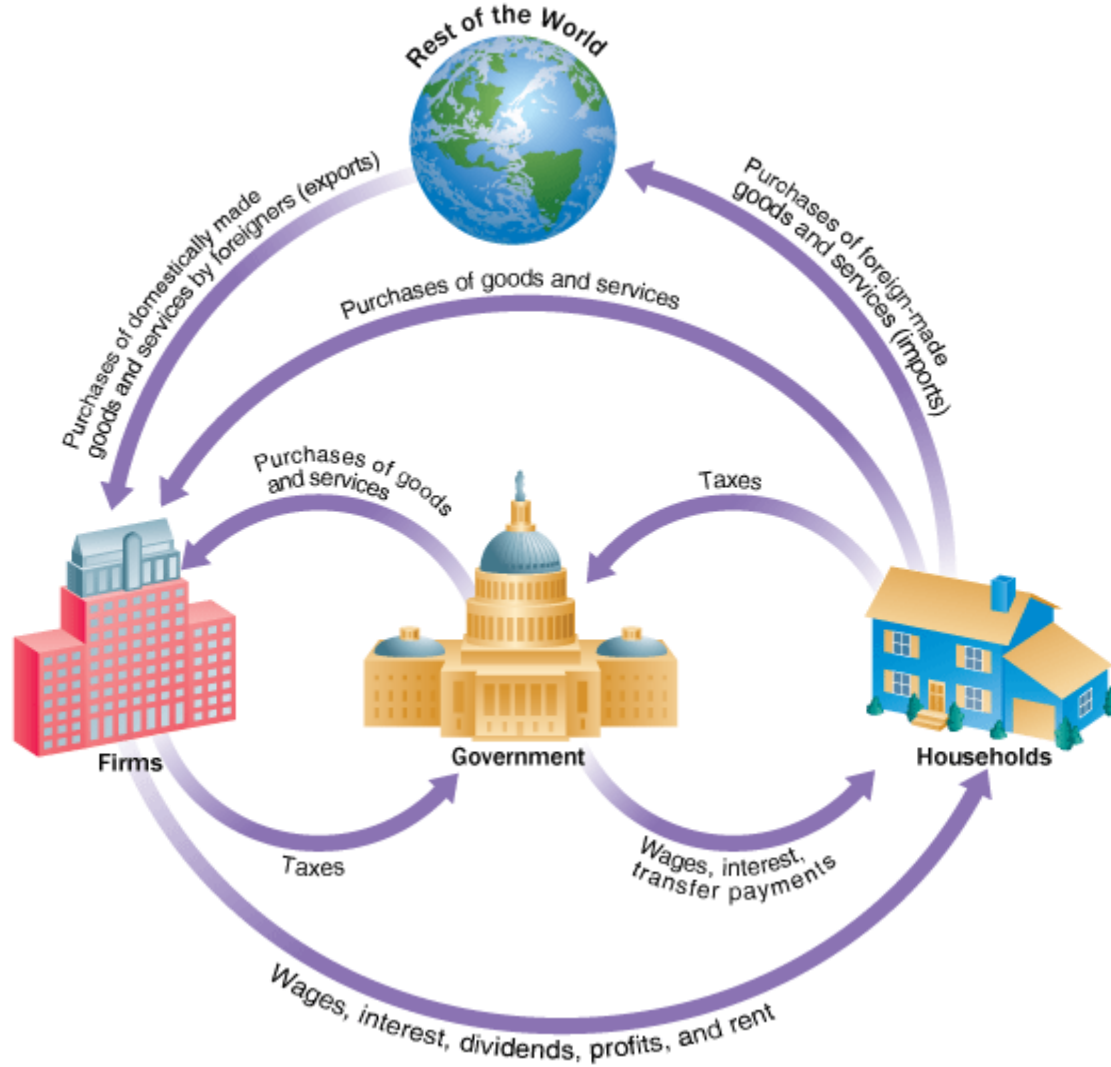 Rest of the World
Purchases of domestically made
goods and services by foreigners (exports)
Purchases of foreign-made
goods and services (imports)
Purchases of goods and services
Purchases of goods
and services
Taxes
Firms
Government
Households
Taxes
Wages, interest,
transfer payments
Wages, interest, dividends, profits, and rent